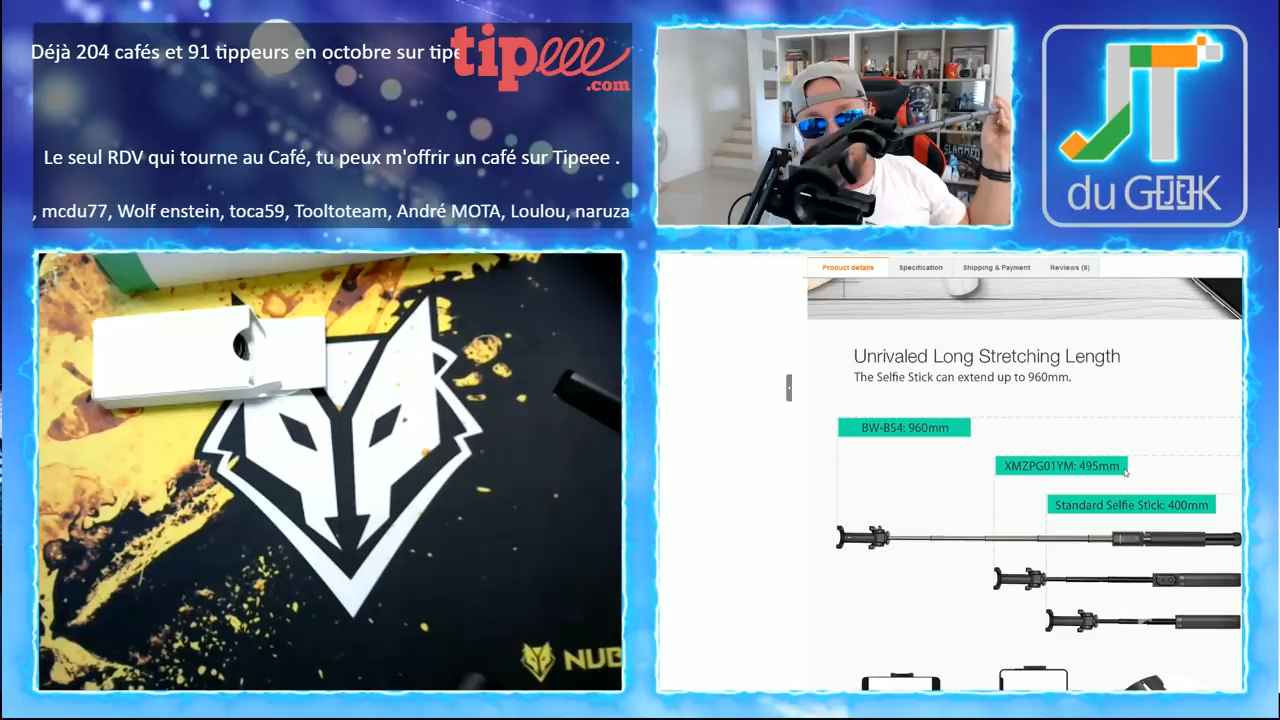 Déjà 204 cafés et 91 tippeurs en octobre sur tipe
tipeee
.com
Le seul RDV qui tourne au Café, tu peux m'offrir un café sur Tipeee .
, mcdu77, Wolf enstein, toca59, Tooltoteam, André MOTA, Loulou, naruza
SLAMMED
JT
du GEEK
NUB
Product details
Specification
Shipping & Payment
Reviews (8)
Unrivaled Long Stretching Length
The Selfie Stick can extend up to 960mm.
BW-BS4: 960mm
XMZPG01YM: 495mm
Standard Selfie Stick: 400mm